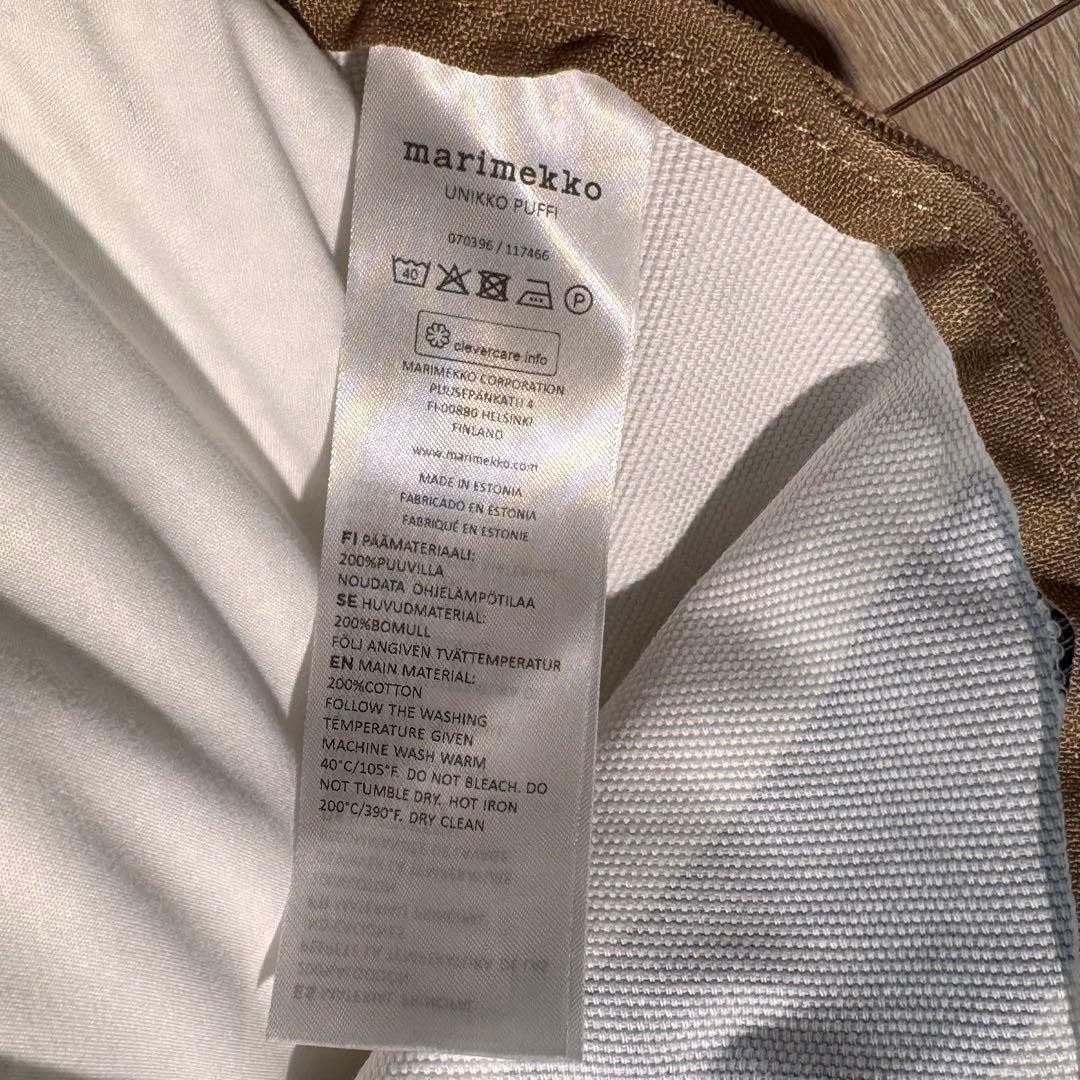 marimekko
UNIKKO PUFFI
070396 / 117466
40 P
clevercare.info
MARIMEKKO CORPORATION
PUUSEPÄNKATU 4
FI-00880 HELSINKI
FINLAND
www.marimekko.com
MADE IN ESTONIA
FABRICADO EN ESTONIA
FABRIQUÉ EN ESTONIE
FI PÄÄMATERIAALI:
200%PUUVILLA
NOUDATA OHJELÄMPÖTILAA
SE HUVUDMATERIAL:
200%BOMULL
FÖLJ ANGIVEN TVÄTTEMPERATUR
EN MAIN MATERIAL:
200%COTTON
FOLLOW THE WASHING
TEMPERATURE GIVEN
MACHINE WASH WARM
40°C/105°F. DO NOT BLEACH. DO
NOT TUMBLE DRY. HOT IRON
200°C/390°F. DRY CLEAN